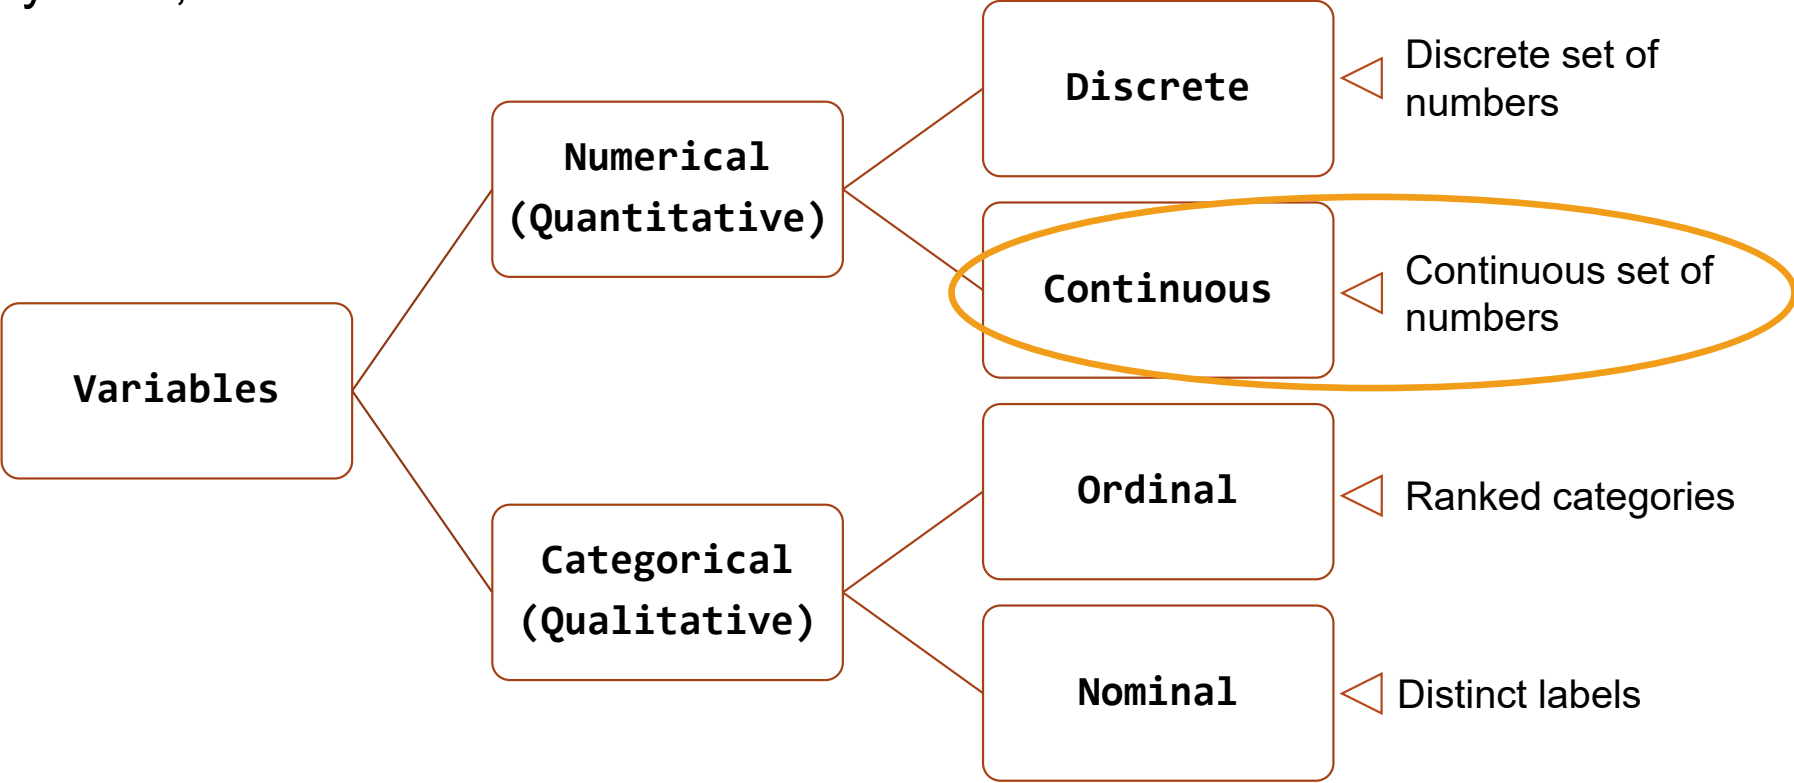 Variables
Numerical
(Quantitative)
Categorical
(Qualitative)
Discrete
Discrete set of
numbers
Continuous
Continuous set of
numbers
Ordinal
Ranked categories
Nominal
Distinct labels